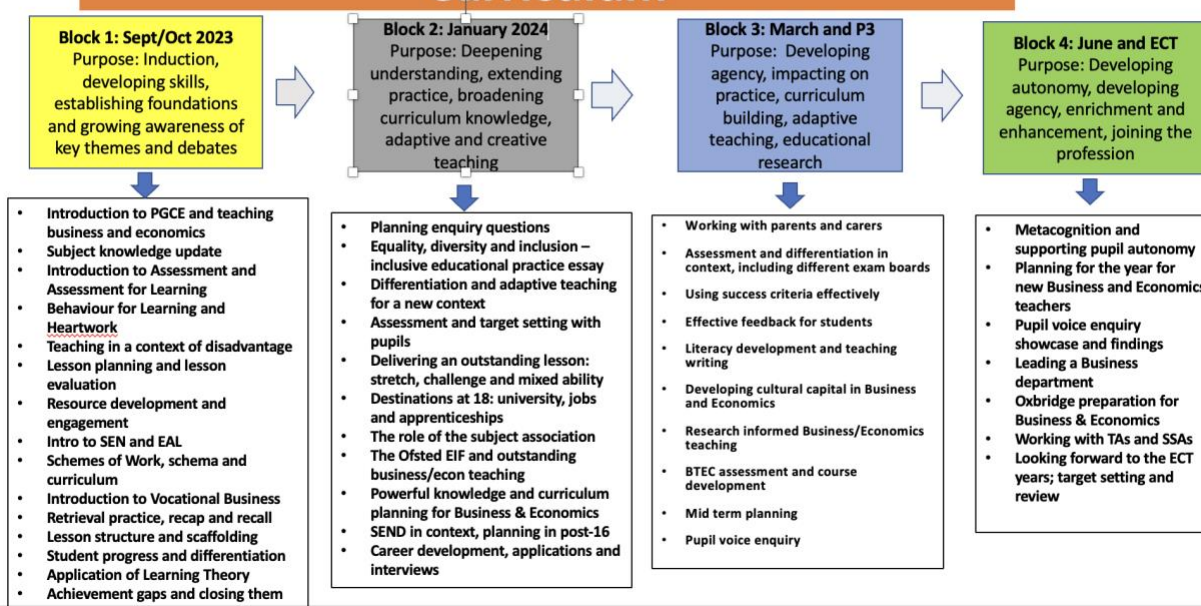 Block 1: Sept/Oct 2023
Purpose: Induction,
developing skills,
establishing foundations
and growing awareness of
key themes and debates
Block 2: January 2024
Purpose: Deepening
understanding, extending
practice, broadening
curriculum knowledge,
adaptive and creative
teaching
Block 3: March and P3
Purpose: Developing
agency, impacting on
practice, curriculum
building, adaptive
teaching, educational
research
Block 4: June and ECT
Purpose: Developing
autonomy, developing
agency, enrichment and
enhancement, joining the
profession
• Introduction to PGCE and teaching
business and economics
• Subject knowledge update
• Introduction to Assessment and
Assessment for Learning
• Behaviour for Learning and
Heartwork
• Teaching in a context of disadvantage
• Lesson planning and lesson
evaluation
• Resource development and
engagement
• Intro to SEN and EAL
• Schemes of Work, schema and
curriculum
• Introduction to Vocational Business
• Retrieval practice, recap and recall
• Lesson structure and scaffolding
• Student progress and differentiation
• Application of Learning Theory
• Achievement gaps and closing them
• Planning enquiry questions
• Equality, diversity and inclusion –
inclusive educational practice essay
• Differentiation and adaptive teaching
for a new context
• Assessment and target setting with
pupils
• Delivering an outstanding lesson:
stretch, challenge and mixed ability
• Destinations at 18: university, jobs
and apprenticeships
• The role of the subject association
• The Ofsted EIF and outstanding
business/econ teaching
• Powerful knowledge and curriculum
planning for Business & Economics
• SEND in context, planning in post-16
• Career development, applications and
interviews
• Working with parents and carers
• Assessment and differentiation in
context, including different exam boards
• Using success criteria effectively
• Effective feedback for students
• Literacy development and teaching
writing
• Developing cultural capital in Business
and Economics
• Research informed Business/Economics
teaching
• BTEC assessment and course
development
• Mid term planning
• Pupil voice enquiry
• Metacognition and
supporting pupil autonomy
• Planning for the year for
new Business and Economics
teachers
• Pupil voice enquiry
showcase and findings
• Leading a Business
department
• Oxbridge preparation for
Business & Economics
• Working with TAs and SSAs
• Looking forward to the ECT
years; target setting and
review